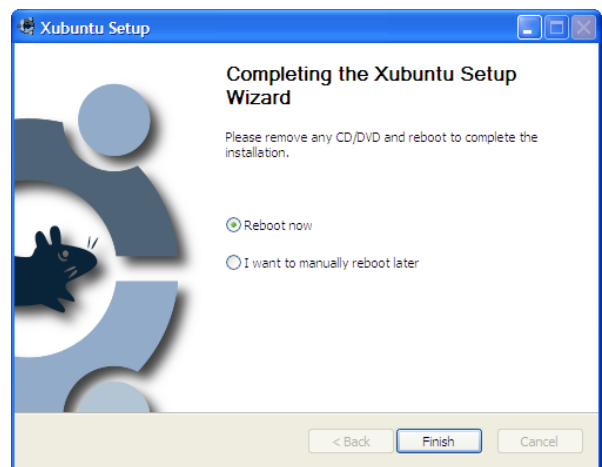 Xubuntu Setup
Completing the Xubuntu Setup
Wizard
Please remove any CD/DVD and reboot to complete the
installation.
Reboot now
I want to manually reboot later
< Back
Finish
Cancel